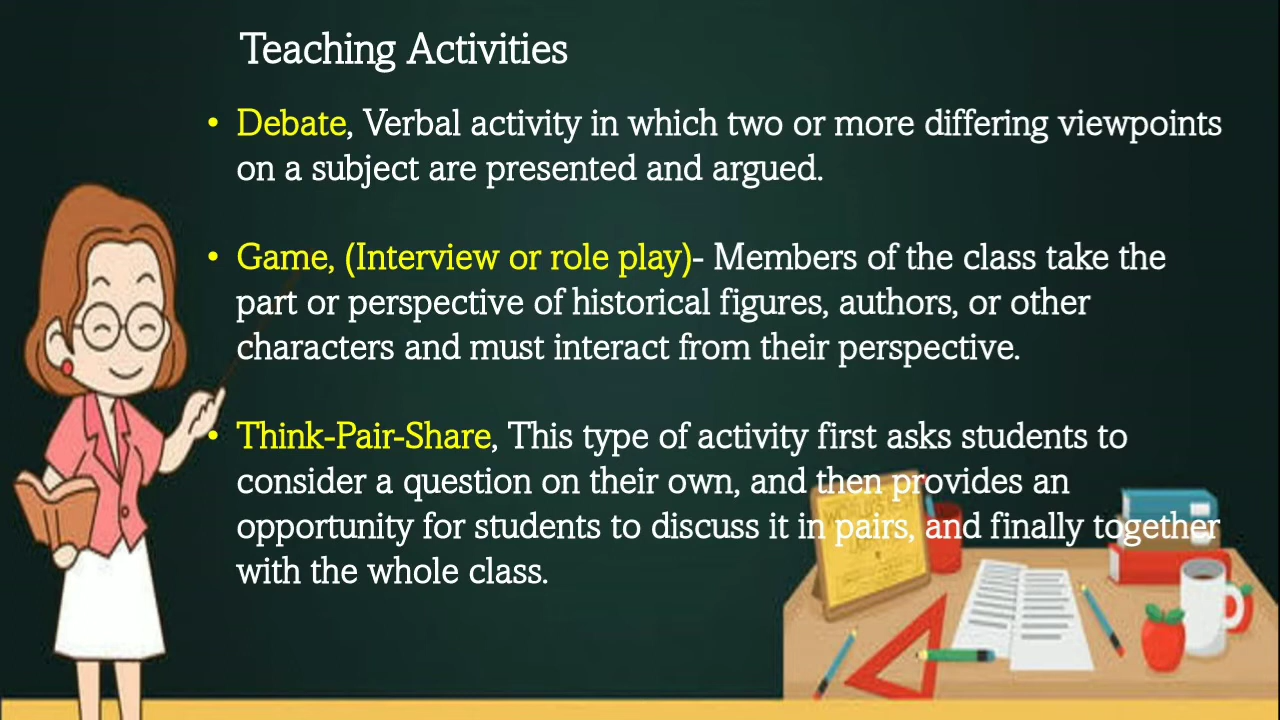 Teaching Activities
• Debate, Verbal activity in which two or more differing viewpoints
on a subject are presented and argued.
• Game, (Interview or role play)- Members of the class take the
part or perspective of historical figures, authors, or other
characters and must interact from their perspective.
• Think-Pair-Share, This type of activity first asks students to
consider a question on their own, and then provides an
opportunity for students to discuss it in pairs, and finally together
with the whole class.